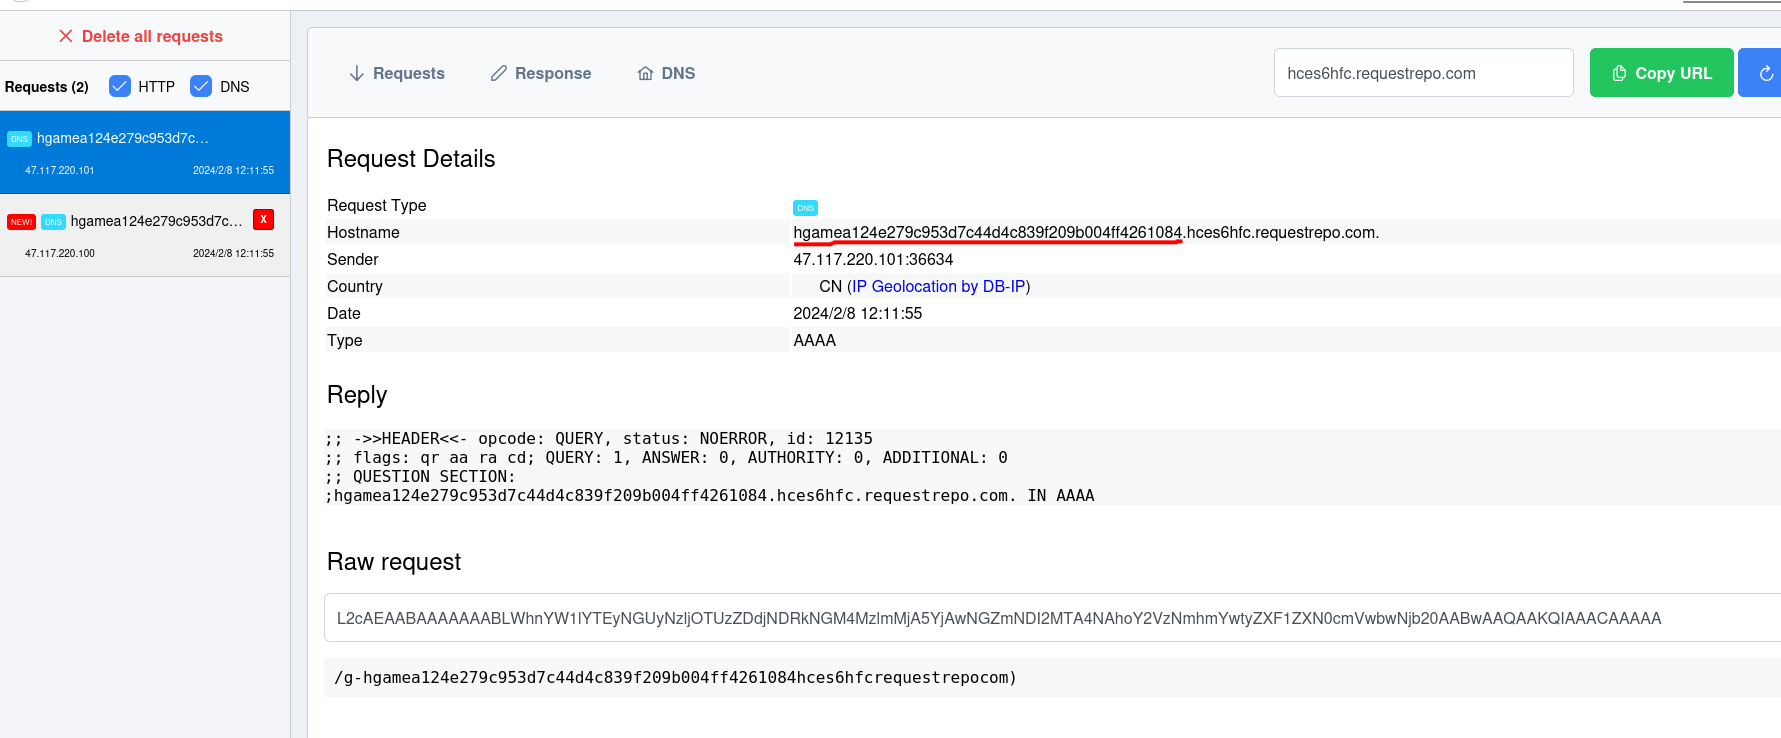 Delete all requests
Requests (2) HTTP DNS
DNS hgamea124e279c953d7c...
47.117.220.101 2024/2/8 12:11:55
NEW! DNS hgamea124e279c953d7c... X
47.117.220.100 2024/2/8 12:11:55
Requests Response DNS hces6hfc.requestrepo.com Copy URL
Request Details
Request Type DNS
Hostname hgamea124e279c953d7c44d4c839f209b004ff4261084.hces6hfc.requestrepo.com.
Sender 47.117.220.101:36634
Country CN (IP Geolocation by DB-IP)
Date 2024/2/8 12:11:55
Type AAAA
Reply
;; ->>HEADER<<- opcode: QUERY, status: NOERROR, id: 12135
;; flags: qr aa ra cd; QUERY: 1, ANSWER: 0, AUTHORITY: 0, ADDITIONAL: 0
;; QUESTION SECTION:
;hgamea124e279c953d7c44d4c839f209b004ff4261084.hces6hfc.requestrepo.com. IN AAAA
Raw request
L2cAEAABAAAAAAABLWhnYW1lYTEyNGUyNzljOTUzZDdjNDRkNGM4MzlmMjA5YjAwNGZmNDI2MTA4NAhoY2VzNmhmYwtyZXF1ZXN0cmVwbwNjb20AABwAAQAAKQIAAACAAAAA
/g-hgamea124e279c953d7c44d4c839f209b004ff4261084hces6hfcrequestrepocom)